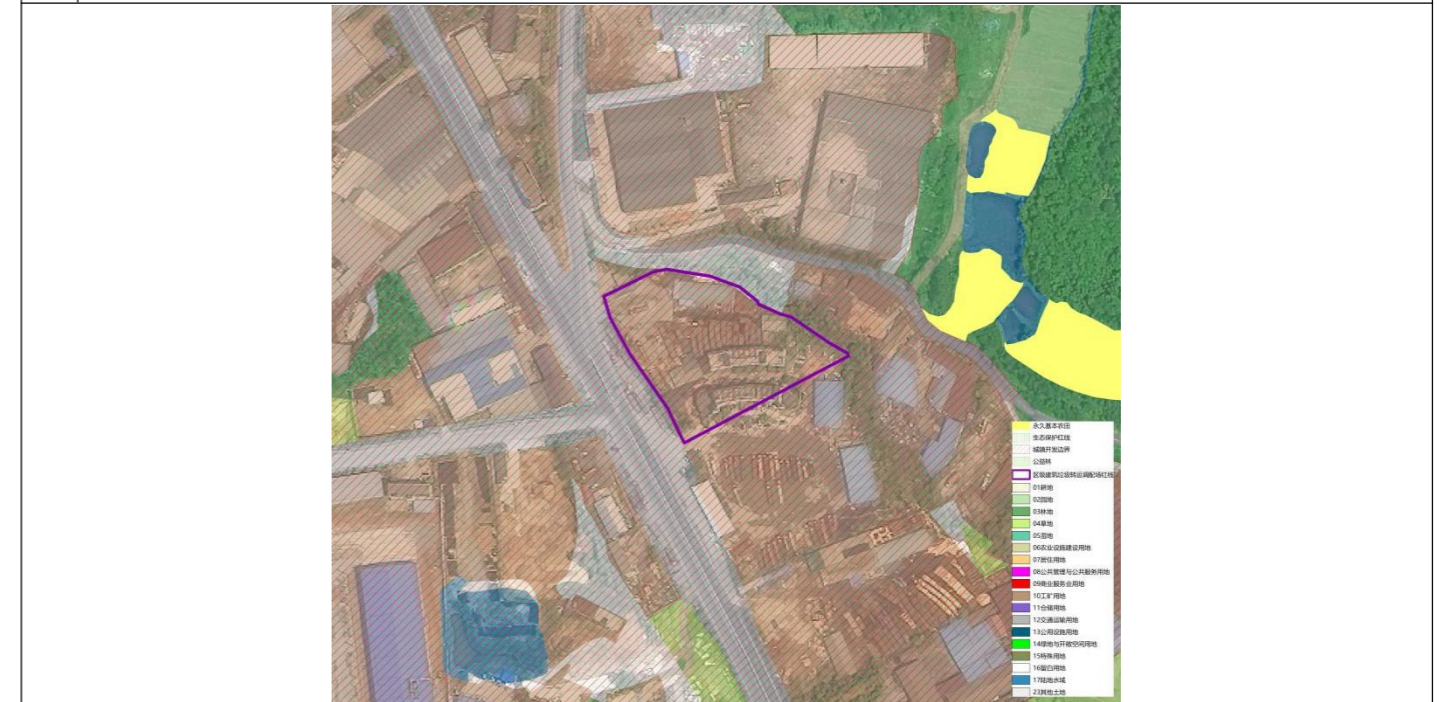 永久基本农田
生态保护红线
城镇开发边界
公益林
区级建筑垃圾转运调配场红线
01耕地
02园地
03林地
04草地
05湿地
06农业设施建设用地
07居住用地
08公共管理与公共服务用地
09商业服务业用地
10工矿用地
11仓储用地
12交通运输用地
13公用设施用地
14绿地与开敞空间用地
15特殊用地
16留白用地
17陆地水域
23其他土地